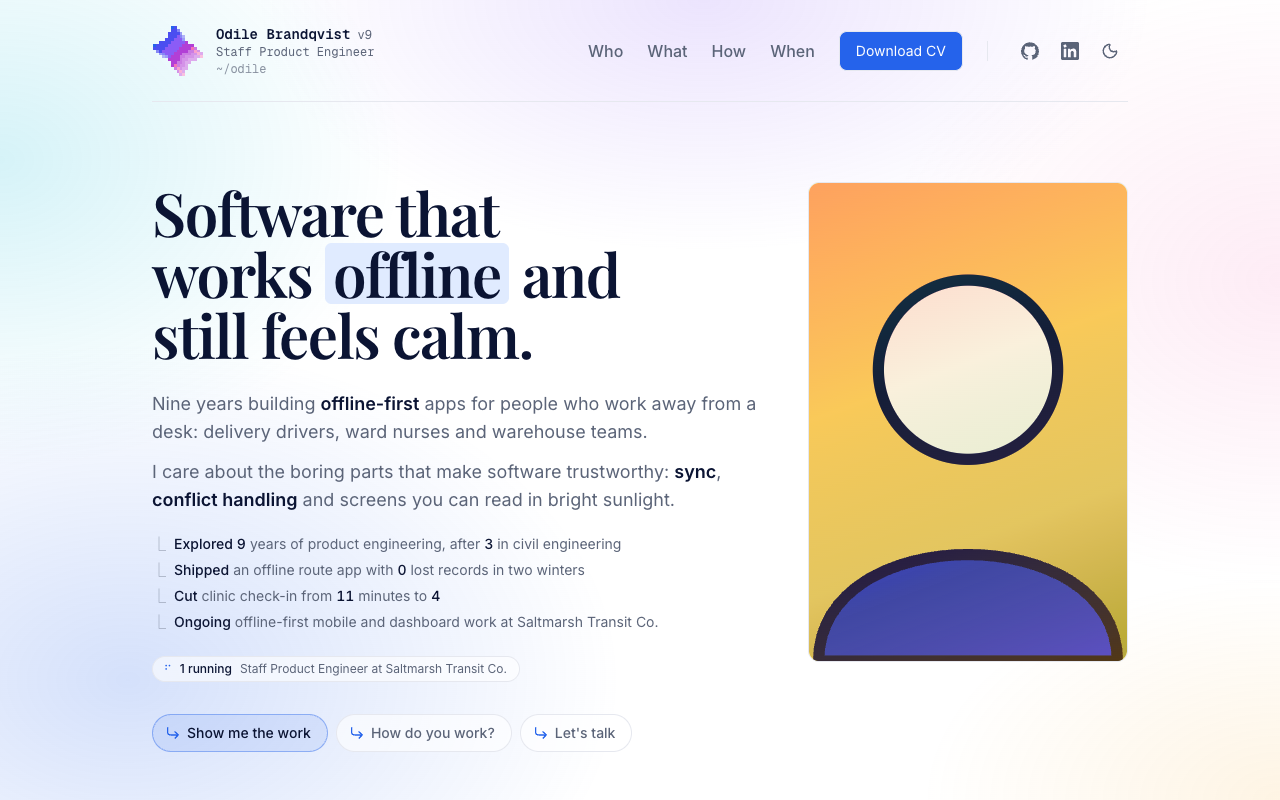 Odile Brandqvist v9
Staff Product Engineer
~/odile
Who What How When Download CV
Software that
works offline and
still feels calm.
Nine years building offline-first apps for people who work away from a
desk: delivery drivers, ward nurses and warehouse teams.
I care about the boring parts that make software trustworthy: sync,
conflict handling and screens you can read in bright sunlight.
Explored 9 years of product engineering, after 3 in civil engineering
Shipped an offline route app with 0 lost records in two winters
Cut clinic check-in from 11 minutes to 4
Ongoing offline-first mobile and dashboard work at Saltmarsh Transit Co.
1 running Staff Product Engineer at Saltmarsh Transit Co.
Show me the work How do you work? Let's talk